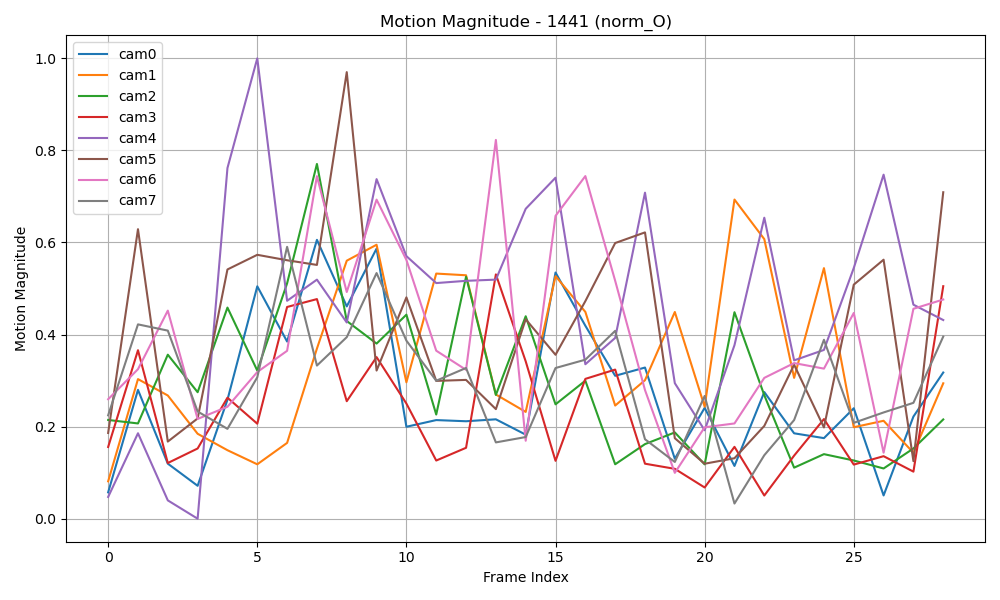 Motion Magnitude - 1441 (norm_O)
cam0
cam1
cam2
cam3
cam4
cam5
cam6
cam7
Motion Magnitude
1.0
0.8
0.6
0.4
0.2
0.0
0 5 10 15 20 25
Frame Index